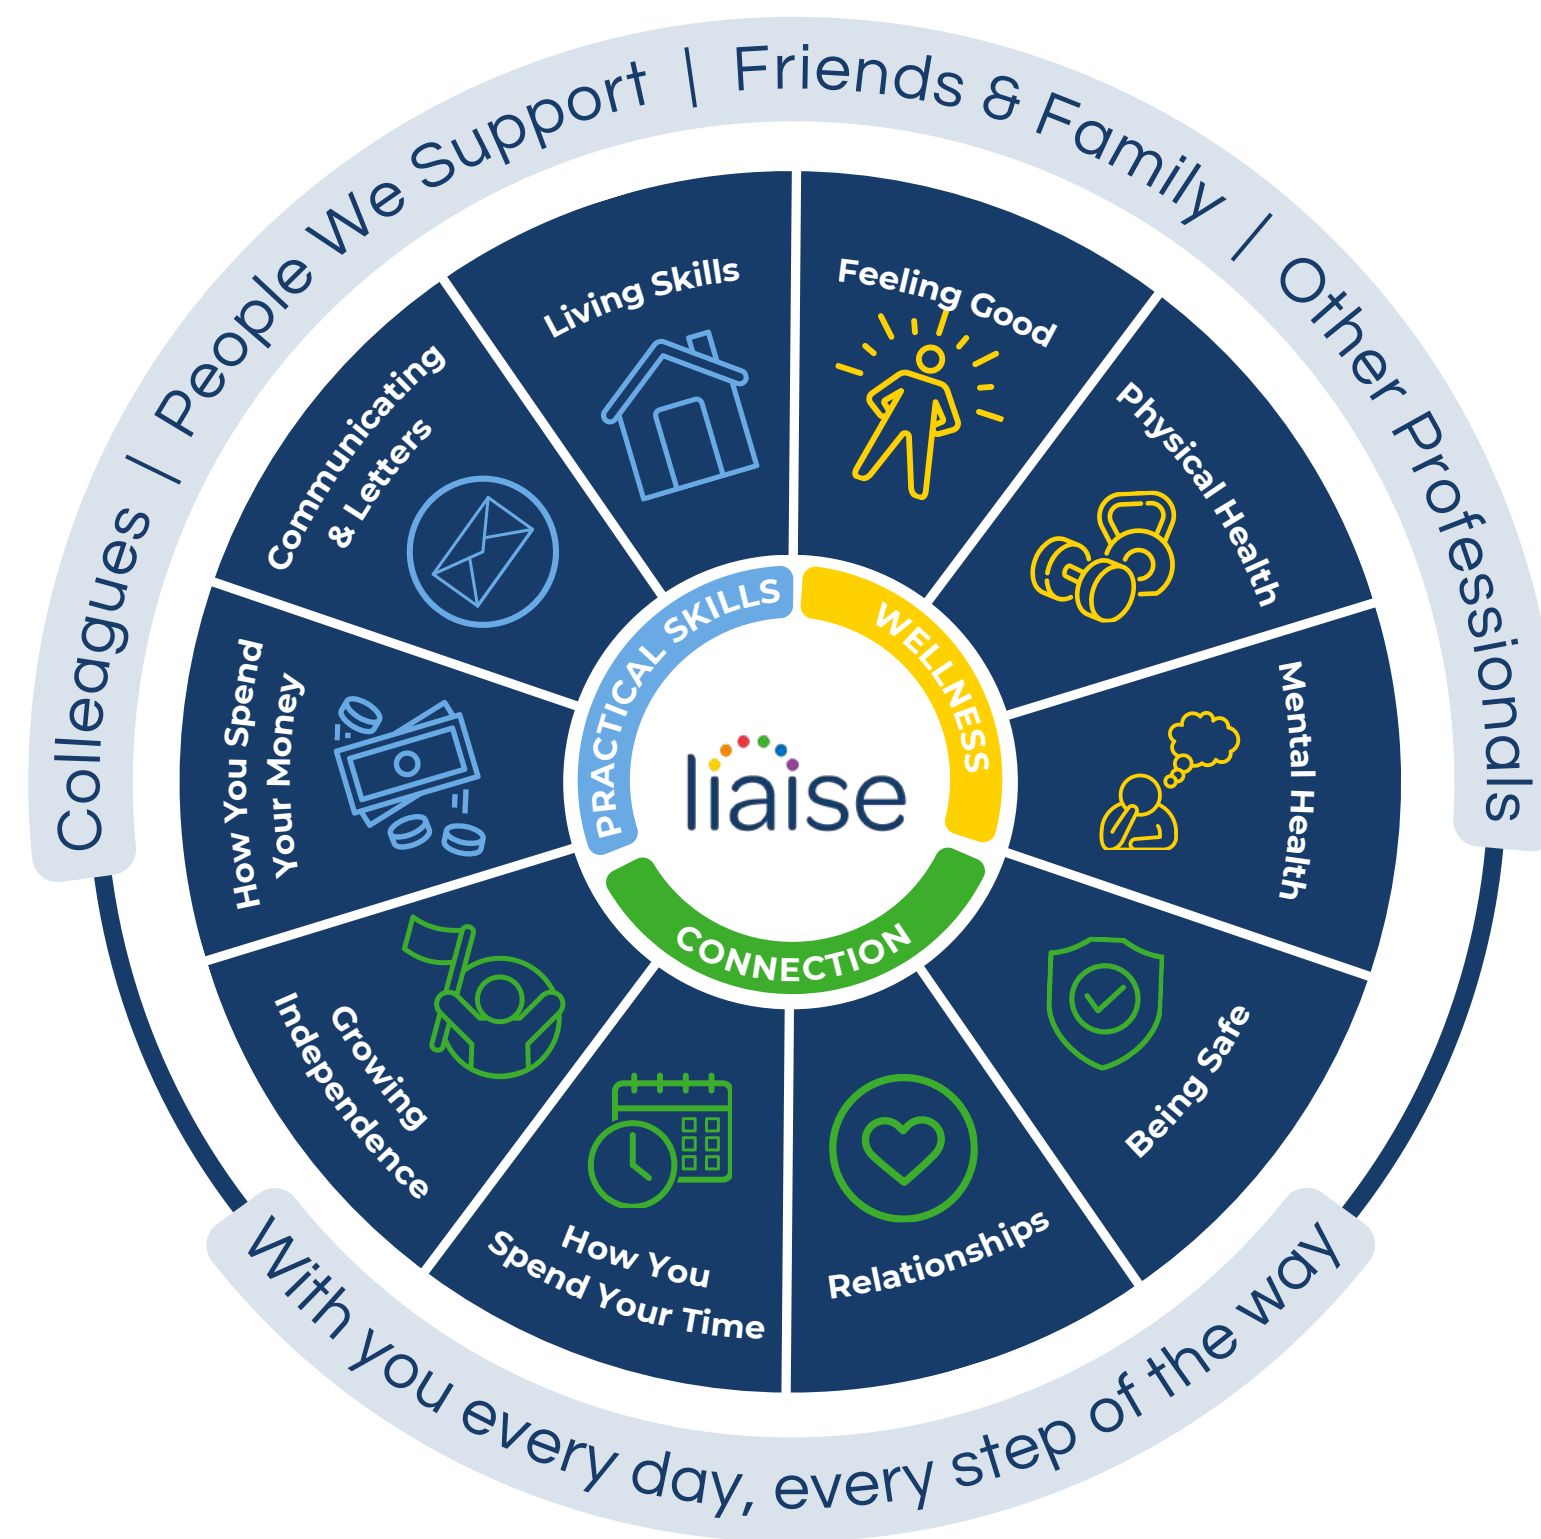 Colleagues | People We Support | Friends & Family | Other Professionals
Feeling Good
Physical Health
Mental Health
Being Safe
Relationships
How You
Spend Your Time
Growing
Independence
How You Spend
Your Money
Communicating
& Letters
Living Skills
PRACTICAL SKILLS
WELLNESS
CONNECTION
liaise
With you every day, every step of the way